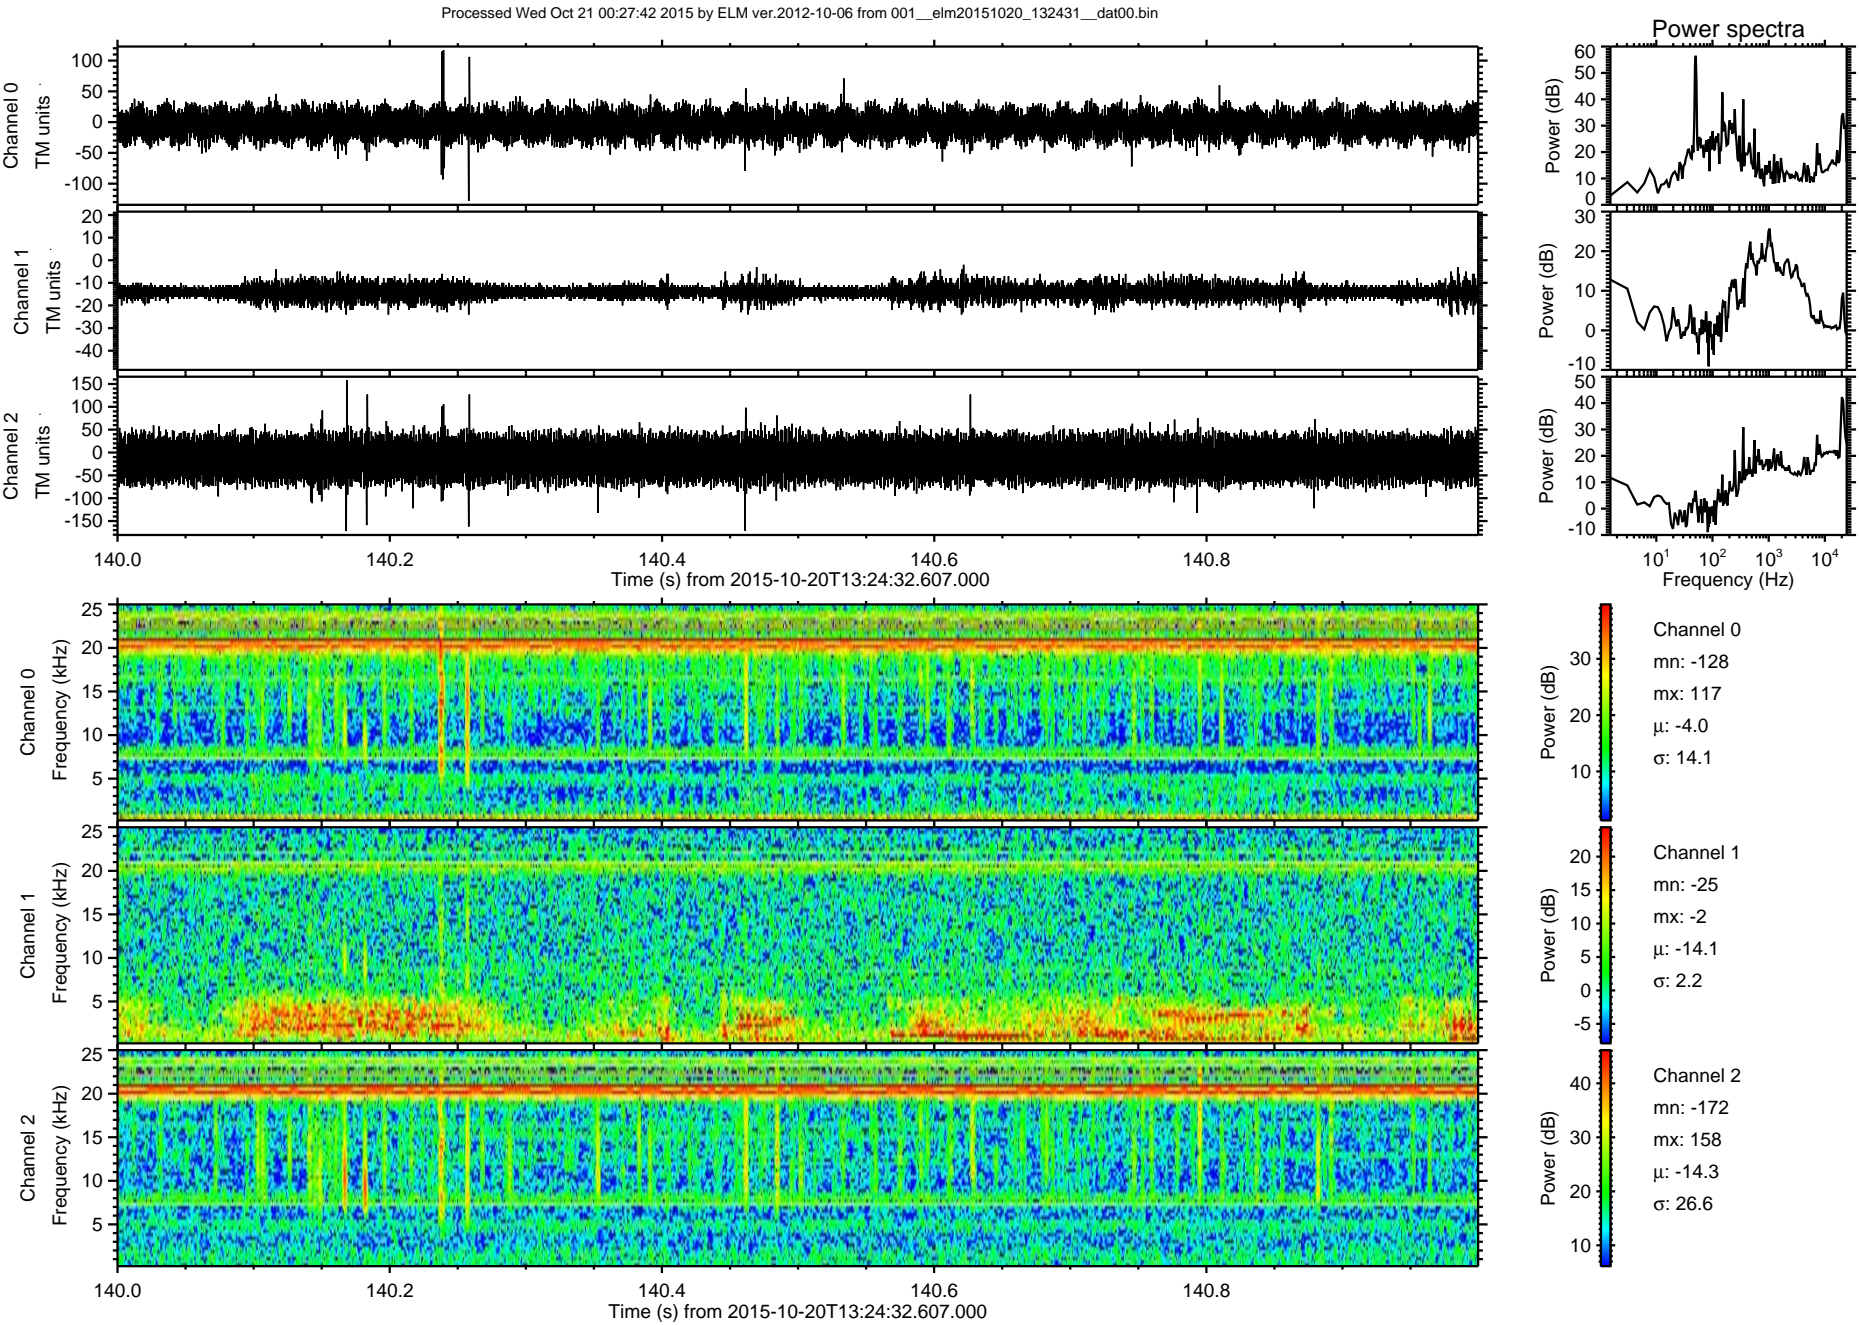 Processed Wed Oct 21 00:27:42 2015 by ELM ver.2012-10-06 from 001__elm20151020_132431__dat00.bin
Power spectra
Channel 0
TM units
100
50
0
-50
-100
Power (dB)
60
50
40
30
20
10
0
Channel 1
TM units
20
10
0
-10
-20
-30
-40
Power (dB)
30
20
10
0
-10
Channel 2
TM units
150
100
50
0
-50
-100
-150
Power (dB)
50
40
30
20
10
0
-10
140.0 140.2 140.4 140.6 140.8
Time (s) from 2015-10-20T13:24:32.607.000
10^1 10^2 10^3 10^4
Frequency (Hz)
Channel 0
Frequency (kHz)
25
20
15
10
5
Power (dB)
30
20
10
Channel 0
mn: -128
mx: 117
μ: -4.0
σ: 14.1
Channel 1
Frequency (kHz)
25
20
15
10
5
Power (dB)
20
15
10
5
0
-5
Channel 1
mn: -25
mx: -2
μ: -14.1
σ: 2.2
Channel 2
Frequency (kHz)
25
20
15
10
5
Power (dB)
40
30
20
10
Channel 2
mn: -172
mx: 158
μ: -14.3
σ: 26.6
140.0 140.2 140.4 140.6 140.8
Time (s) from 2015-10-20T13:24:32.607.000